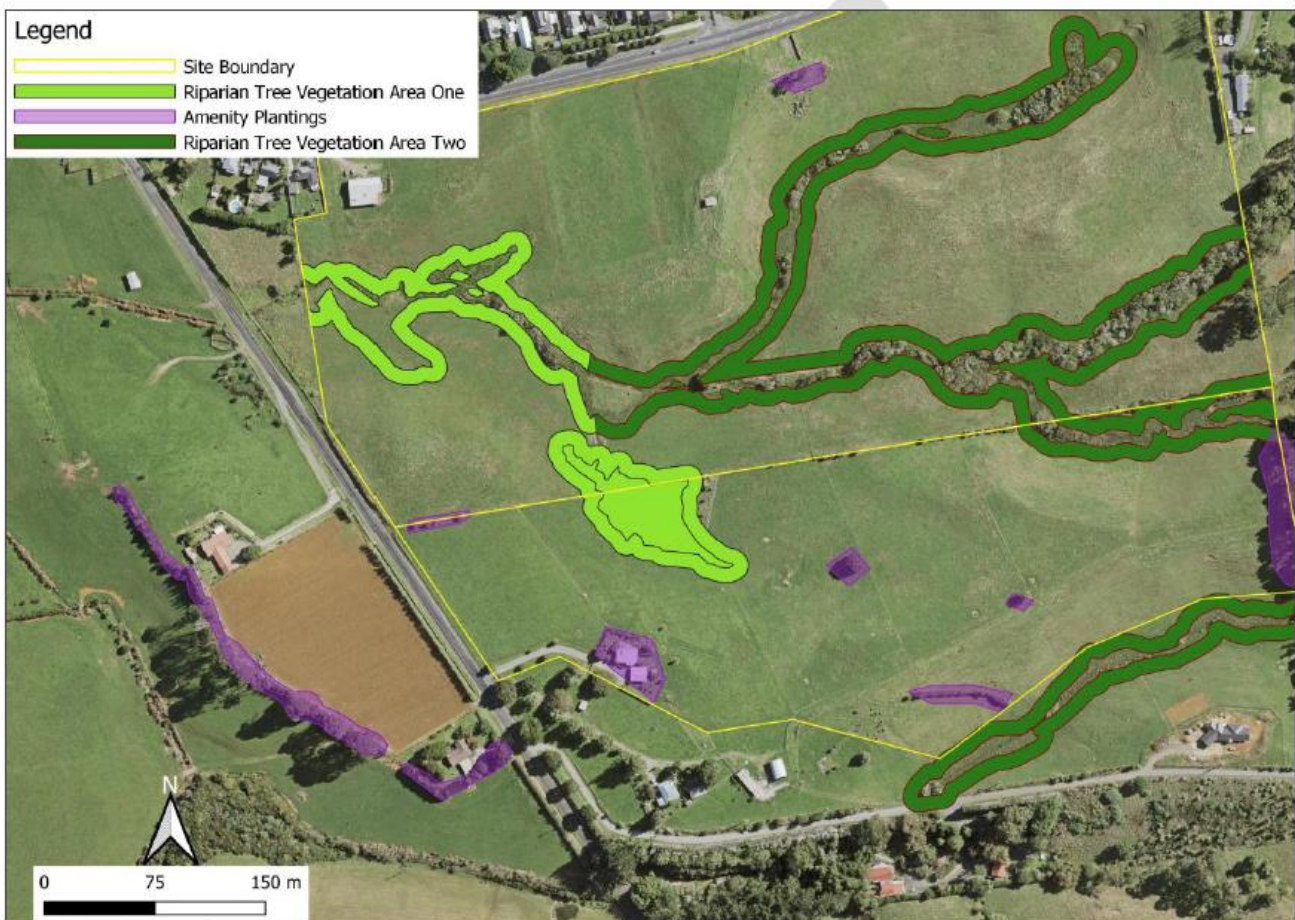 Legend
Site Boundary
Riparian Tree Vegetation Area One
Amenity Plantings
Riparian Tree Vegetation Area Two
N
0 75 150 m